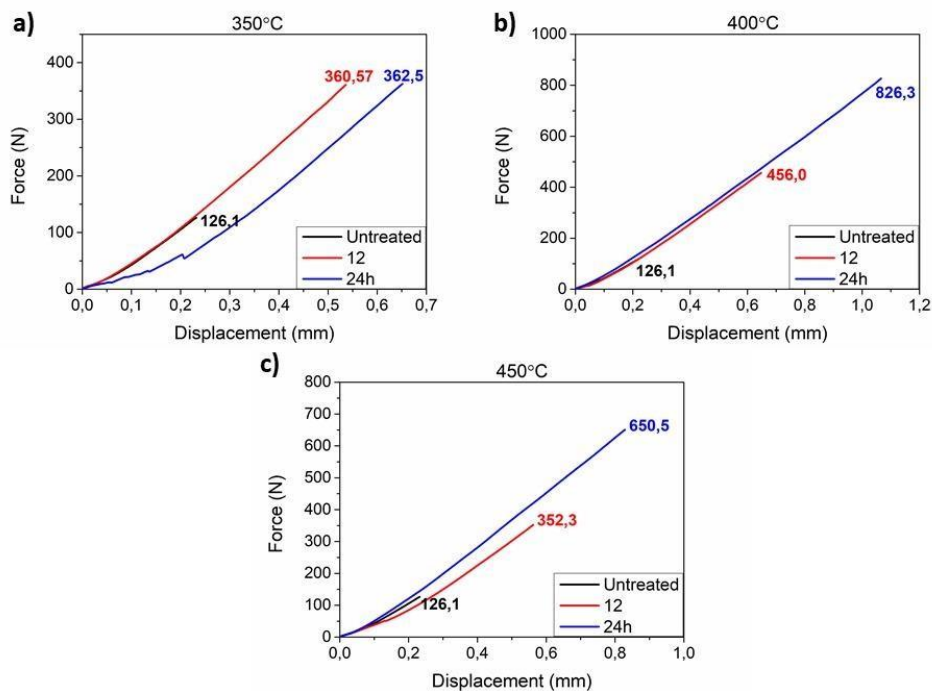 a)
350°C
400
300
200
100
0
Force (N)
360,57
362,5
126,1
Untreated
12
24h
0,0 0,1 0,2 0,3 0,4 0,5 0,6 0,7
Displacement (mm)
b)
400°C
1000
800
600
400
200
0
Force (N)
826,3
456,0
126,1
Untreated
12
24h
0,0 0,2 0,4 0,6 0,8 1,0 1,2
Displacement (mm)
c)
450°C
800
700
600
500
400
300
200
100
0
Force (N)
650,5
352,3
126,1
Untreated
12
24h
0,0 0,2 0,4 0,6 0,8 1,0
Displacement (mm)